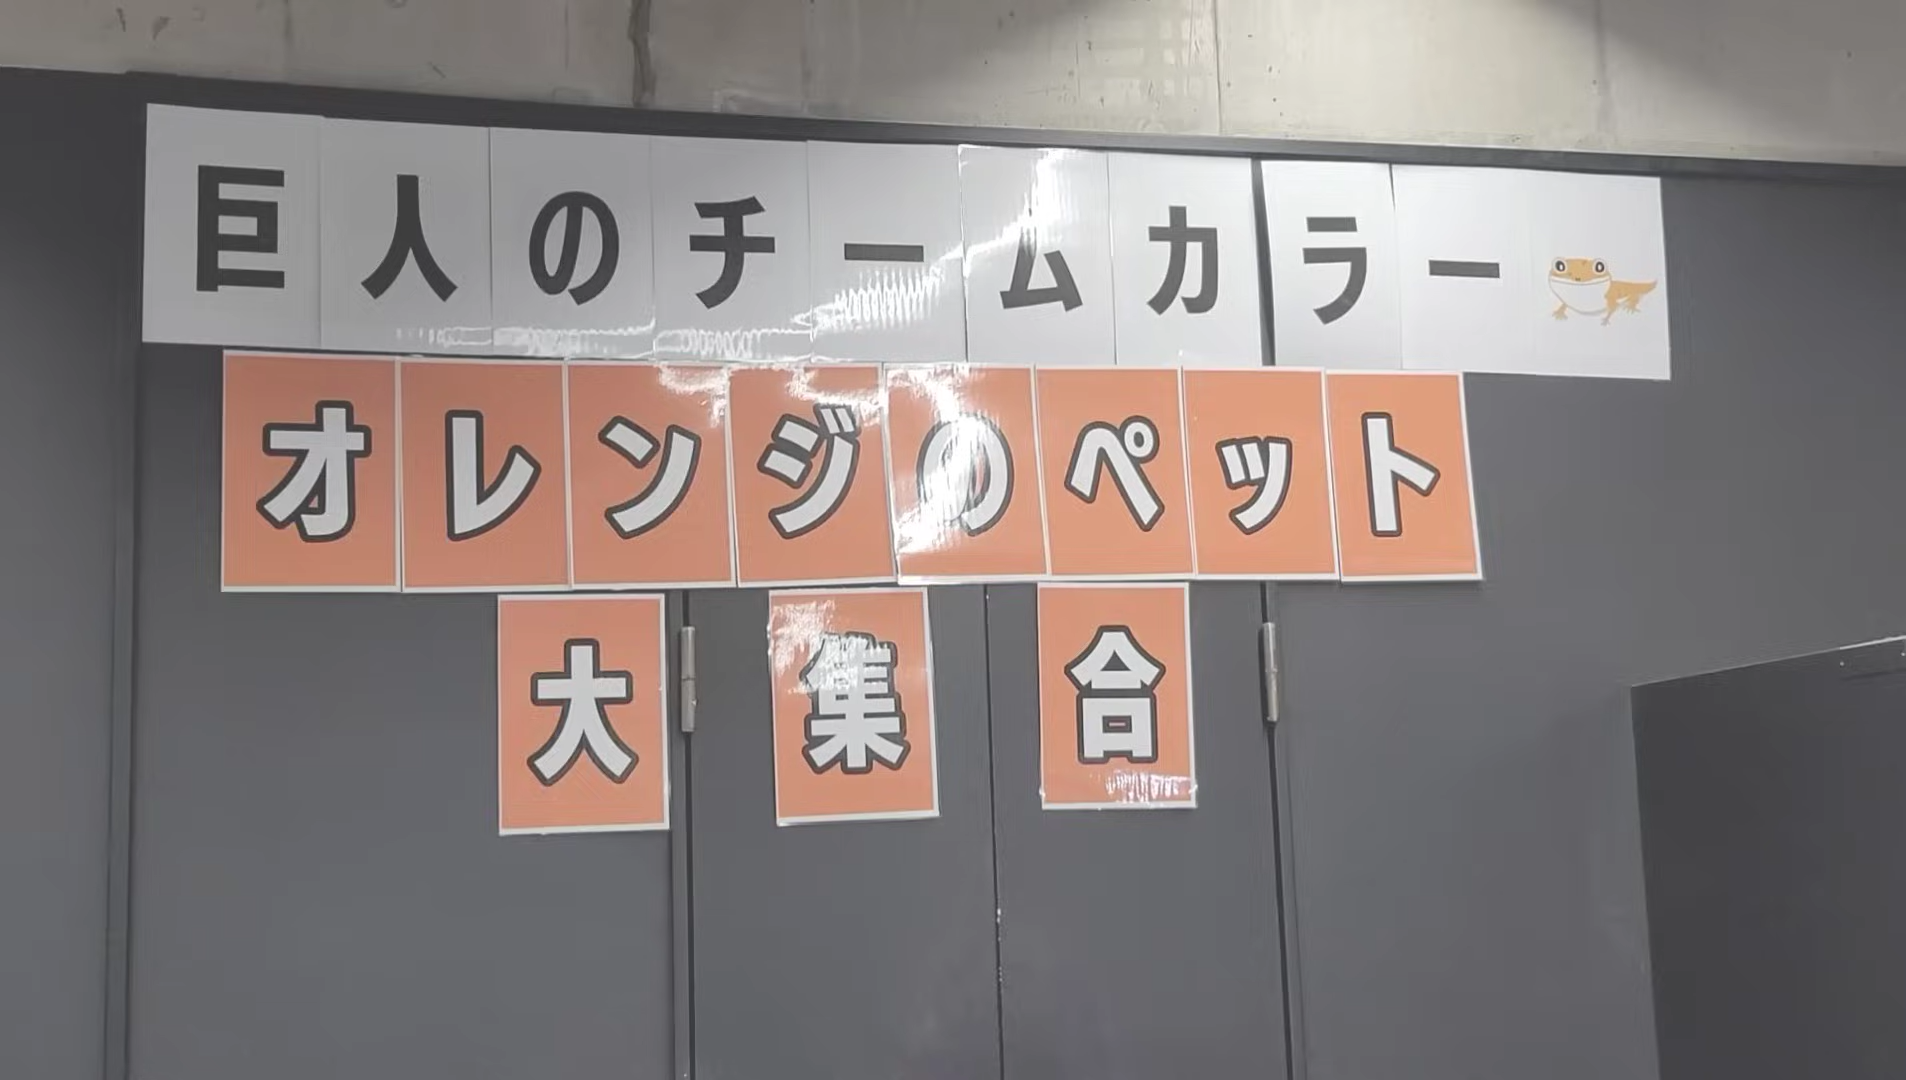 巨人のチームカラー
オレンジのペット
大集合